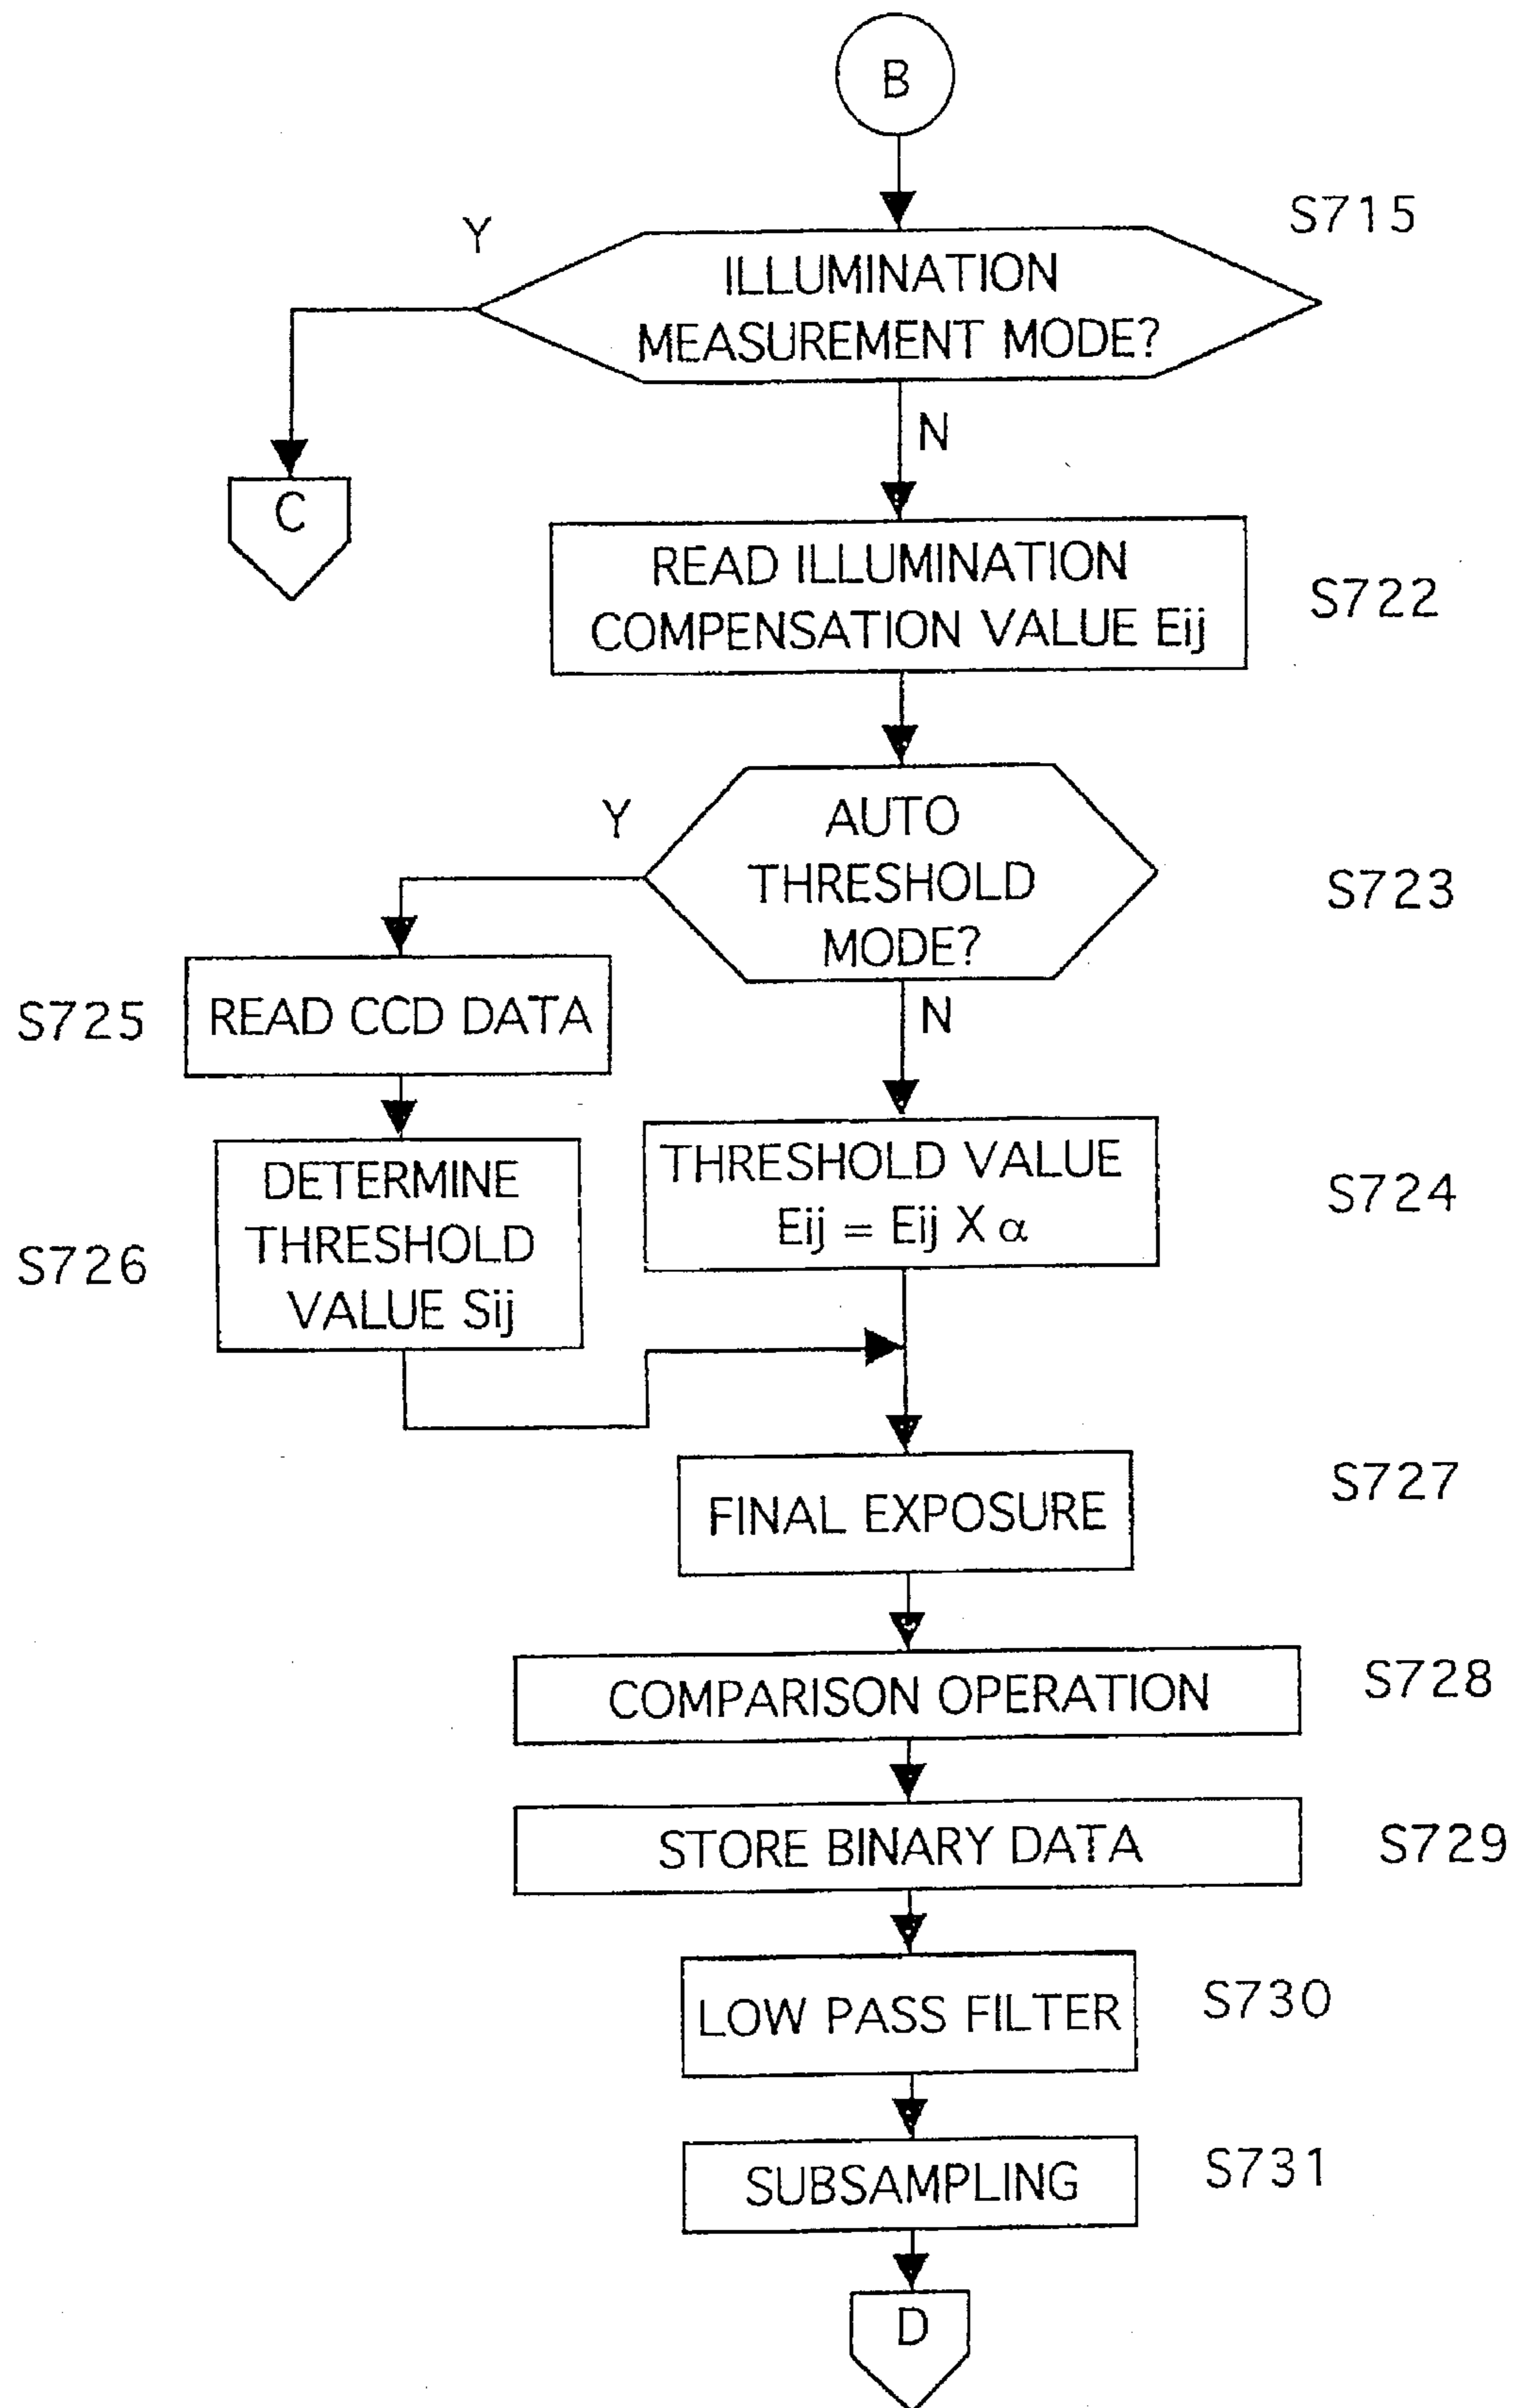 B
S715
Y
ILLUMINATION
MEASUREMENT MODE?
N
C
READ ILLUMINATION
COMPENSATION VALUE Eij
S722
Y
AUTO
THRESHOLD
MODE?
S723
N
S725
READ CCD DATA
THRESHOLD VALUE
Eij = Eij X α
S724
S726
DETERMINE
THRESHOLD
VALUE Sij
FINAL EXPOSURE
S727
COMPARISON OPERATION
S728
STORE BINARY DATA
S729
LOW PASS FILTER
S730
SUBSAMPLING
S731
D